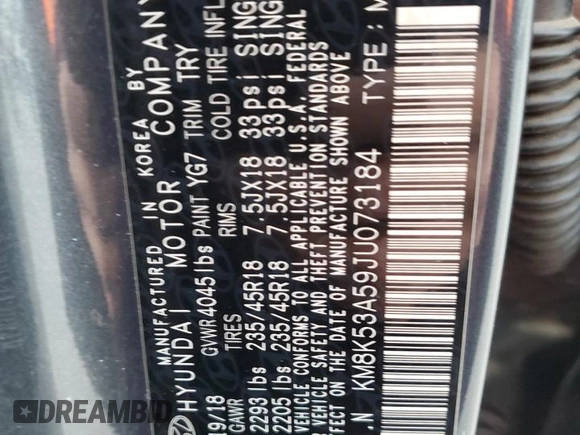 MANUFACTURED IN KOREA BY
HYUNDAI MOTOR COMPANY
19/18 GVWR 4045lbs PAINT YG7 TRIM TRY
GAWR TIRES RIMS COLD TIRE INFL
2293 lbs 235/45R18 7.5JX18 33psi SING
2205 lbs 235/45R18 7.5JX18 33psi SING
VEHICLE CONFORMS TO ALL APPLICABLE U.S.A. FEDERAL
VEHICLE SAFETY BUMPER AND THEFT PREVENTION STANDARDS
EFFECT ON THE DATE OF MANUFACTURE SHOWN ABOVE
.N KM8K53A59JU073184 TYPE: M
DREAMBID